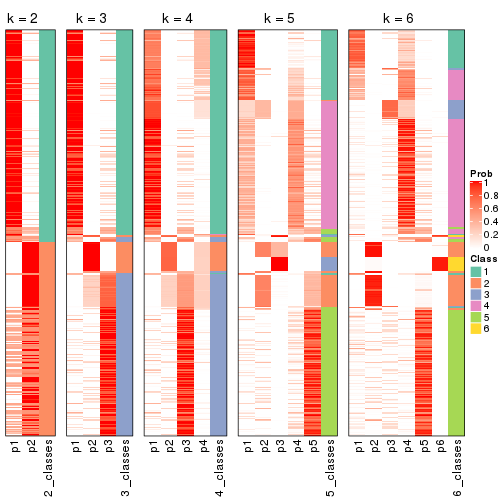 k = 2
k = 3
k = 4
k = 5
k = 6
p1
p2
2_classes
p1
p2
p3
3_classes
p1
p2
p3
p4
4_classes
p1
p2
p3
p4
p5
5_classes
p1
p2
p3
p4
p5
p6
6_classes
Prob
1
0.8
0.6
0.4
0.2
0
Class
1
2
3
4
5
6